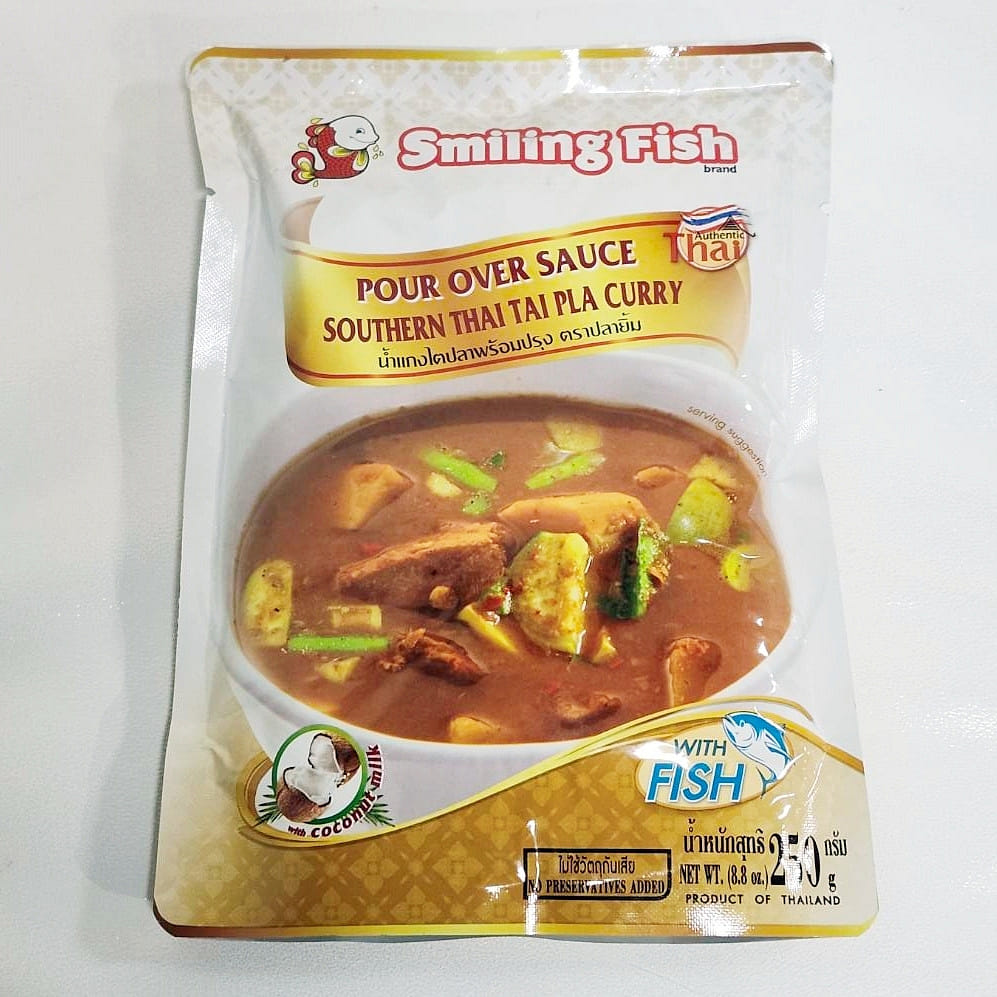 Smiling Fish
brand
Authentic
Thai
POUR OVER SAUCE
SOUTHERN THAI TAI PLA CURRY
น้ำแกงไตปลาพร้อมปรุง ตราปลายิ้ม
serving suggestion
with coconut milk
WITH
FISH
ไม่ใช้วัตถุกันเสีย
NO PRESERVATIVES ADDED
น้ำหนักสุทธิ 250 กรัม
NET WT. (8.8 oz.) g
PRODUCT OF THAILAND